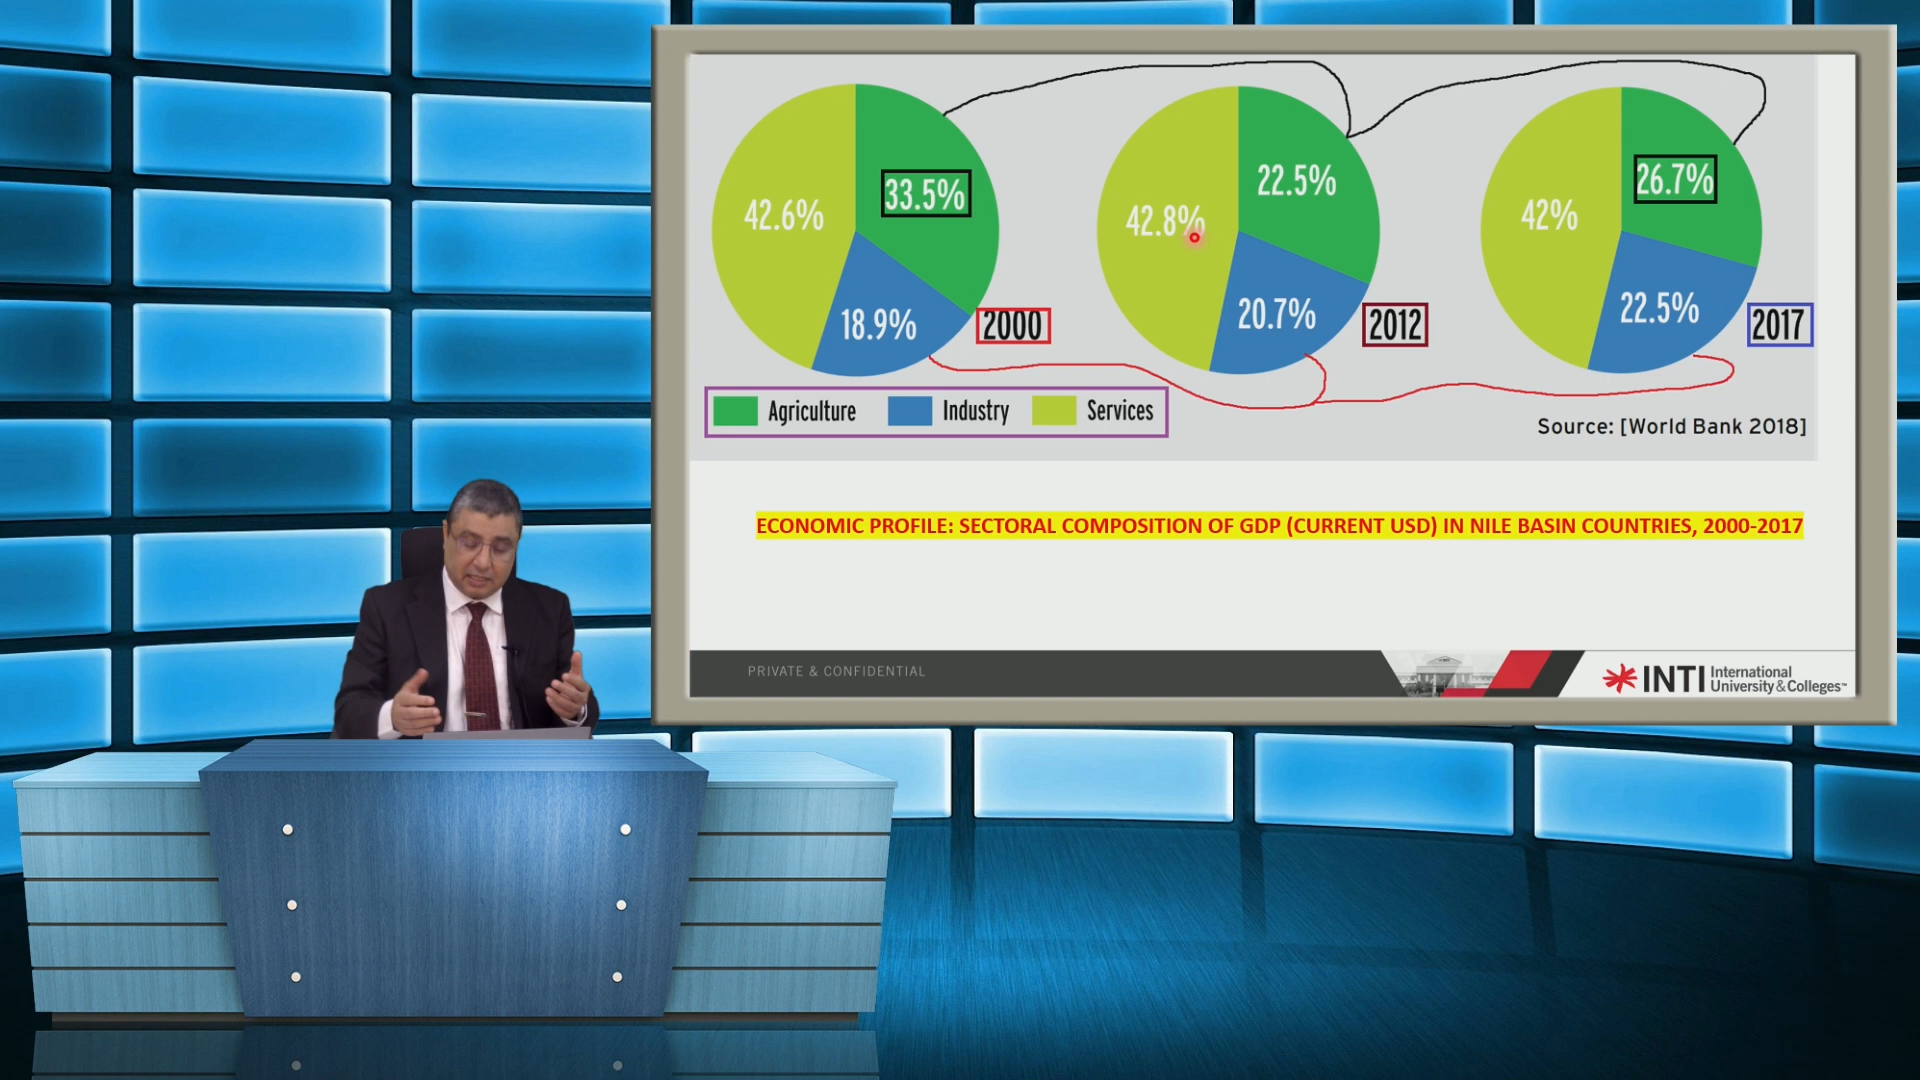 42.6%
33.5%
18.9%
2000
42.8%
22.5%
20.7%
2012
42%
26.7%
22.5%
2017
Agriculture
Industry
Services
Source: [World Bank 2018]
ECONOMIC PROFILE: SECTORAL COMPOSITION OF GDP (CURRENT USD) IN NILE BASIN COUNTRIES, 2000-2017
PRIVATE & CONFIDENTIAL
INTI
International
University & Colleges™